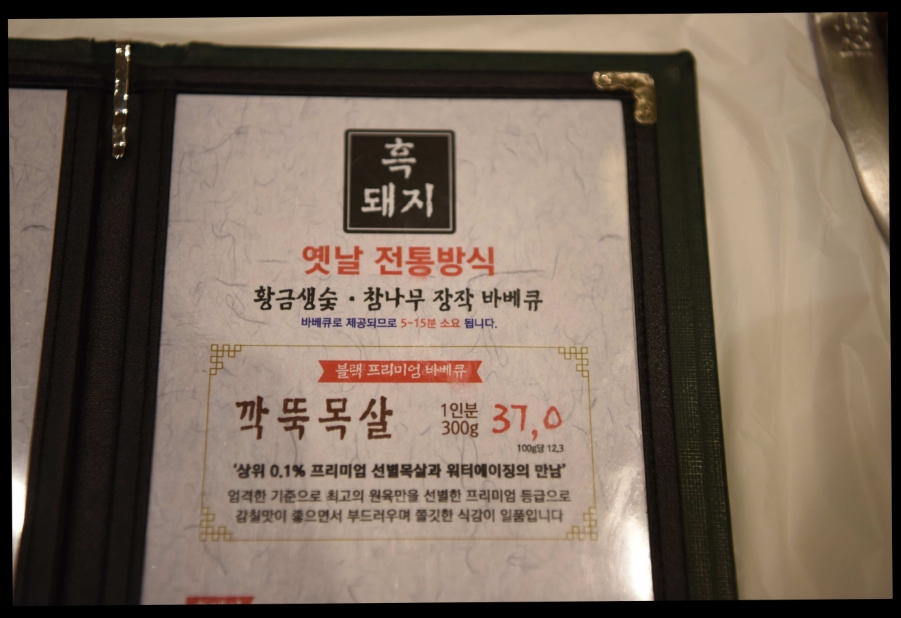 흑
돼지
옛날 전통방식
황금생숯 · 참나무 장작 바베큐
바베큐로 제공되므로 5~15분 소요 됩니다.
블랙 프리미엄 바베큐
깍뚝목살
1인분
300g
37,0
100g당 12,3
'상위 0.1% 프리미엄 선별목살과 워터에이징의 만남'
엄격한 기준으로 최고의 원육만을 선별한 프리미엄 등급으로
감칠맛이 좋으면서 부드러우며 쫄깃한 식감이 일품입니다